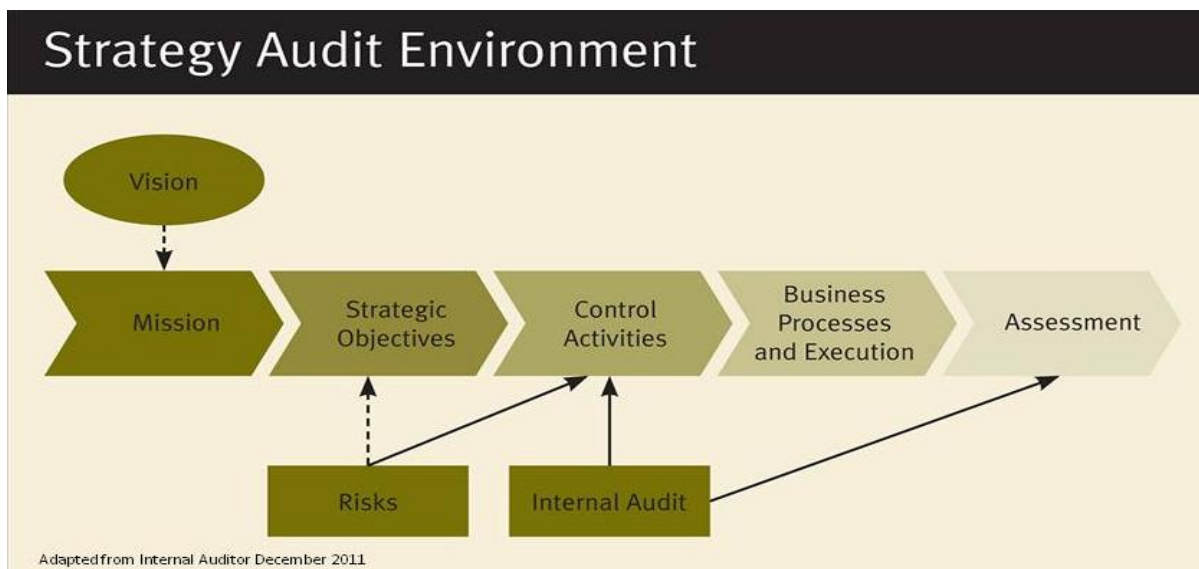 Strategy Audit Environment
Vision
Mission
Strategic
Objectives
Control
Activities
Business
Processes
and Execution
Assessment
Risks
Internal Audit
Adapted from Internal Auditor December 2011